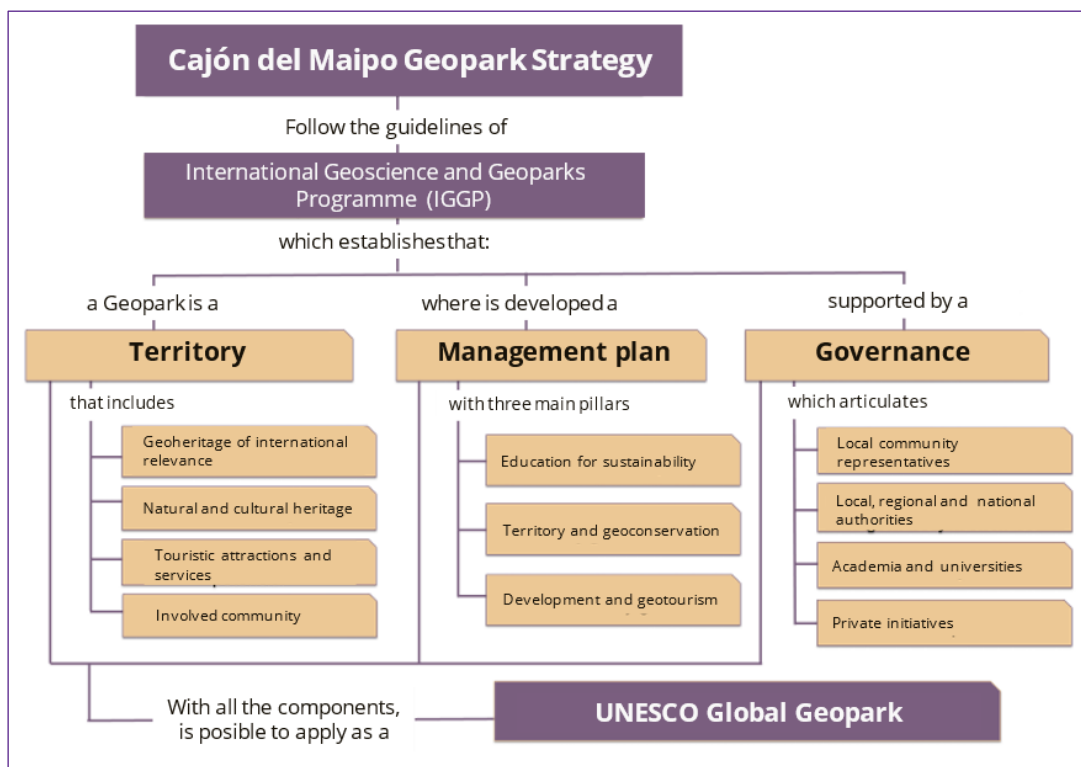 Cajón del Maipo Geopark Strategy
Follow the guidelines of
International Geoscience and Geoparks
Programme (IGGP)
which establishes that:
a Geopark is a
Territory
that includes
Geoheritage of international
relevance
Natural and cultural heritage
Touristic attractions and
services
Involved community
where is developed a
Management plan
with three main pillars
Education for sustainability
Territory and geoconservation
Development and geotourism
supported by a
Governance
which articulates
Local community
representatives
Local, regional and national
authorities
Academia and universities
Private initiatives
With all the components,
is posible to apply as a
UNESCO Global Geopark